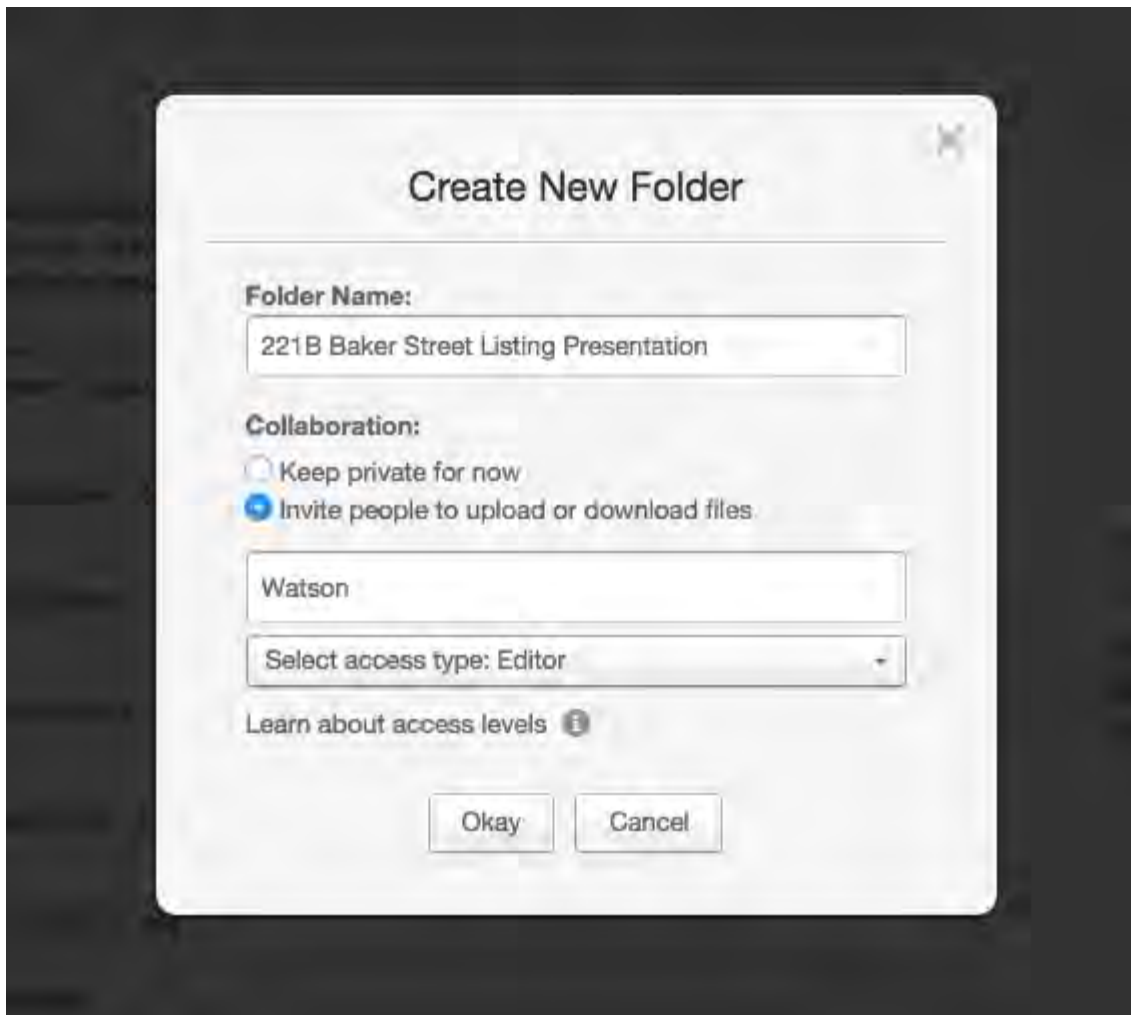 Create New Folder
Folder Name:
221B Baker Street Listing Presentation
Collaboration:
Keep private for now
Invite people to upload or download files
Watson
Select access type: Editor
Learn about access levels
Okay Cancel